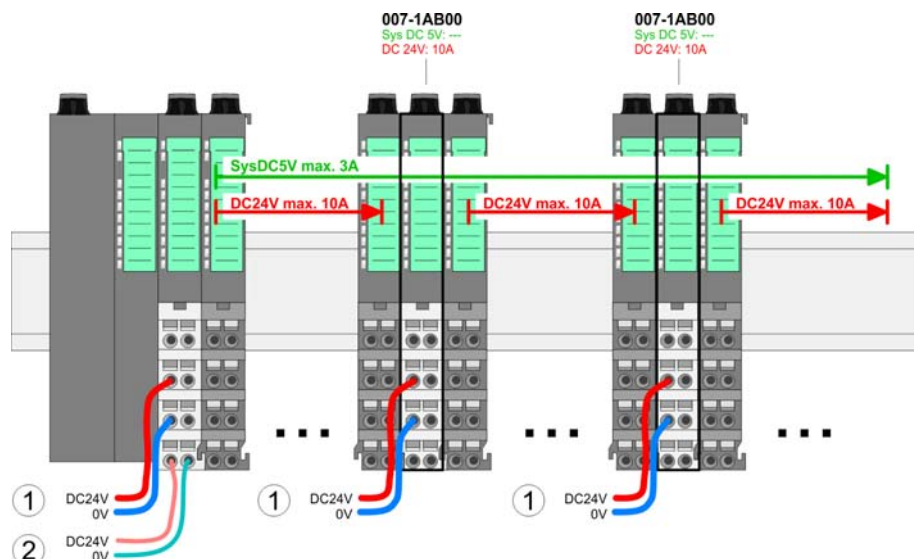 007-1AB00
Sys DC 5V: ---
DC 24V: 10A
007-1AB00
Sys DC 5V: ---
DC 24V: 10A
SysDC5V max. 3A
DC24V max. 10A
DC24V max. 10A
DC24V max. 10A
1
DC24V
0V
2
DC24V
0V
1
DC24V
0V
1
DC24V
0V